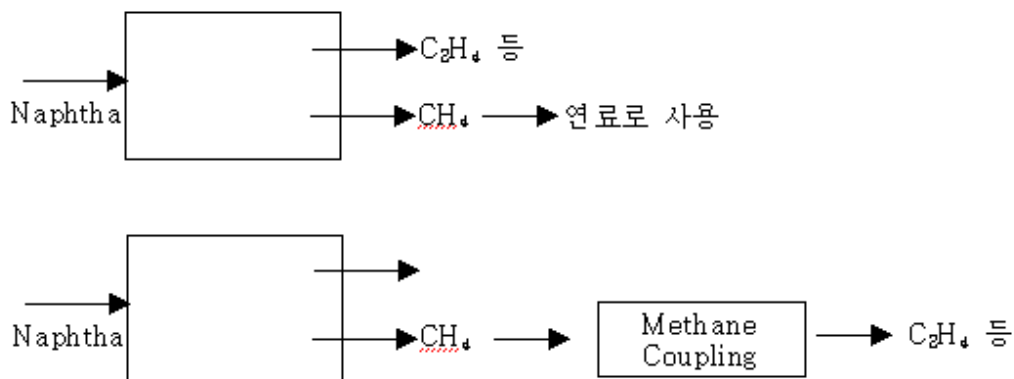 C₂H₄ 등
Naphtha
CH₄
연료로 사용
Naphtha
CH₄
Methane
Coupling
C₂H₄ 등